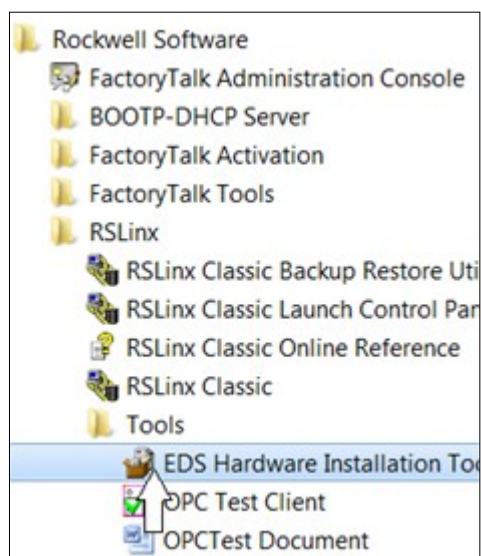 Rockwell Software
FactoryTalk Administration Console
BOOTP-DHCP Server
FactoryTalk Activation
FactoryTalk Tools
RSLinx
RSLinx Classic Backup Restore Uti
RSLinx Classic Launch Control Pan
RSLinx Classic Online Reference
RSLinx Classic
Tools
EDS Hardware Installation Too
OPC Test Client
OPCTest Document